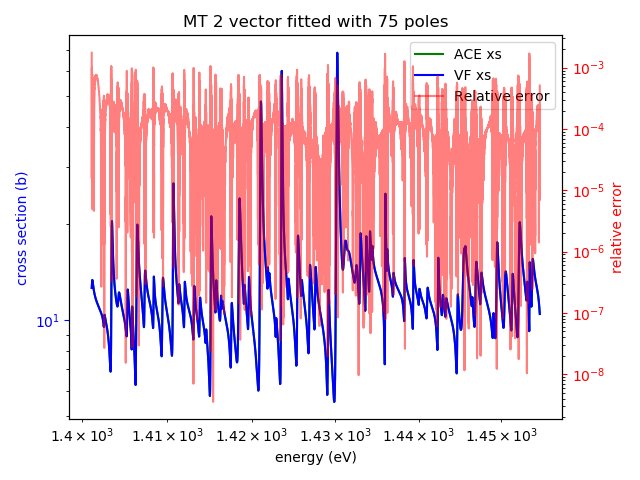 MT 2 vector fitted with 75 poles
ACE xs
VF xs
Relative error
cross section (b)
10¹
10⁻³
10⁻⁴
10⁻⁵
10⁻⁶
10⁻⁷
10⁻⁸
relative error
1.4 × 10³ 1.41 × 10³ 1.42 × 10³ 1.43 × 10³ 1.44 × 10³ 1.45 × 10³
energy (eV)